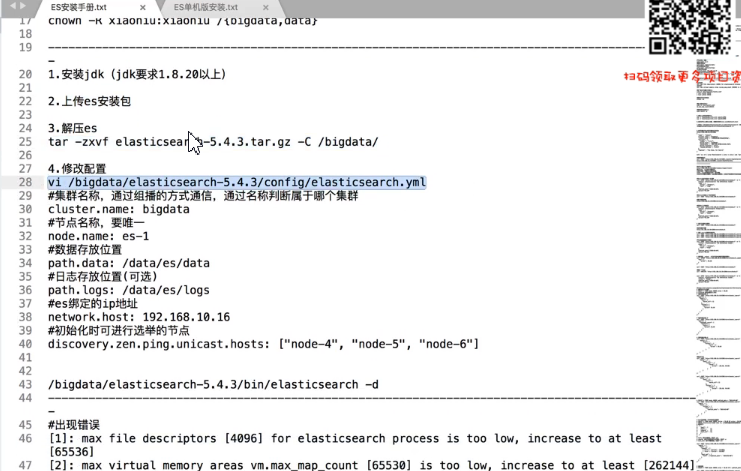 ES安装手册.txt
ES单机版安装.txt
17 chown -R xiaoniu:xiaoniu /{bigdata,data}
18
19 --------------------------------------------------------------------------------
20 1.安装jdk（jdk要求1.8.20以上）
21
22 2.上传es安装包
23
24 3.解压es
25 tar -zxvf elasticsearch-5.4.3.tar.gz -C /bigdata/
26
27 4.修改配置
28 vi /bigdata/elasticsearch-5.4.3/config/elasticsearch.yml
29 #集群名称，通过组播的方式通信，通过名称判断属于哪个集群
30 cluster.name: bigdata
31 #节点名称，要唯一
32 node.name: es-1
33 #数据存放位置
34 path.data: /data/es/data
35 #日志存放位置(可选)
36 path.logs: /data/es/logs
37 #es绑定的ip地址
38 network.host: 192.168.10.16
39 #初始化时可进行选举的节点
40 discovery.zen.ping.unicast.hosts: ["node-4", "node-5", "node-6"]
41
42
43 /bigdata/elasticsearch-5.4.3/bin/elasticsearch -d
44 --------------------------------------------------------------------------------
45 #出现错误
46 [1]: max file descriptors [4096] for elasticsearch process is too low, increase to at least
[65536]
47 [2]: max virtual memory areas vm.max_map_count [65530] is too low, increase to at least [262144]
扫码领取更多项目资